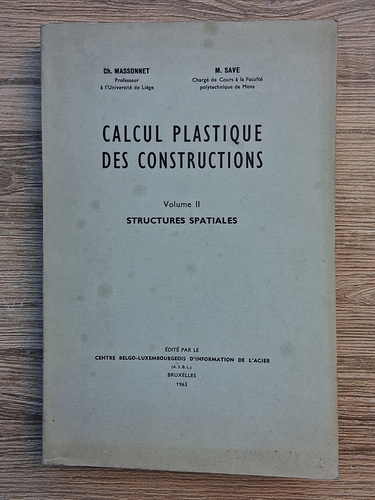 Ch. MASSONNET
Professeur
à l'Université de Liège
M. SAVE
Chargé de Cours à la Faculté
polytechnique de Mons
CALCUL PLASTIQUE
DES CONSTRUCTIONS
Volume II
STRUCTURES SPATIALES
ÉDITÉ PAR LE
CENTRE BELGO-LUXEMBOURGEOIS D'INFORMATION DE L'ACIER
(A.S.B.L.)
BRUXELLES
1963